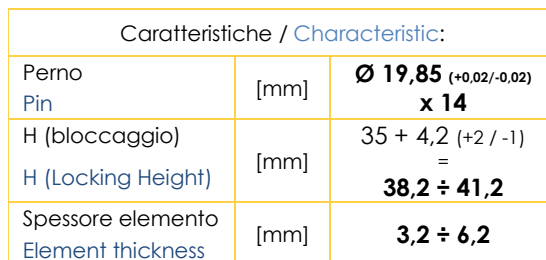 Caratteristiche / Characteristic:
Perno
Pin
[mm]
Ø 19,85 (+0,02/-0,02)
x 14
H (bloccaggio)
H (Locking Height)
[mm]
35 + 4,2 (+2 / -1)
=
38,2 ÷ 41,2
Spessore elemento
Element thickness
[mm]
3,2 ÷ 6,2